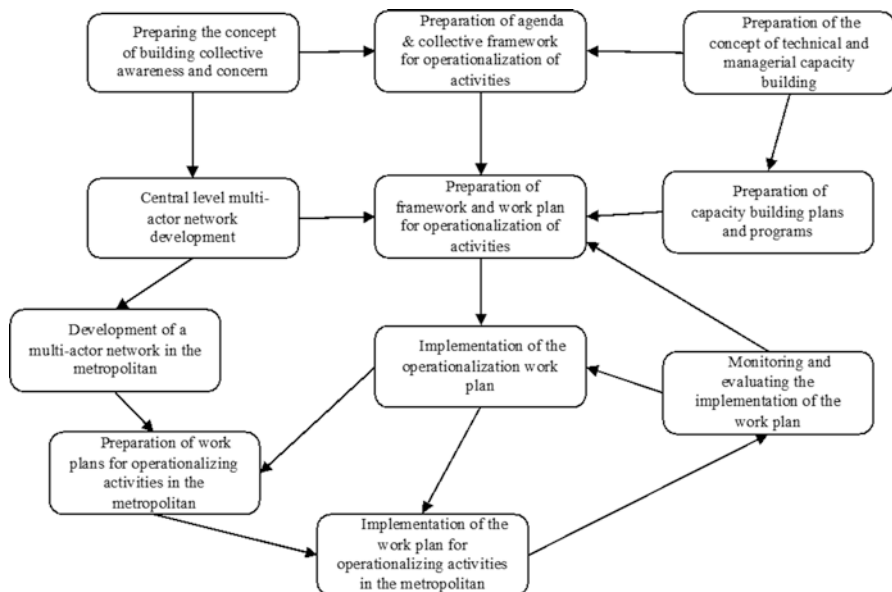 Preparing the concept
of building collective
awareness and concern
Preparation of agenda
& collective framework
for operationalization of
activities
Preparation of the
concept of technical and
managerial capacity
building
Central level multi-
actor network
development
Preparation of
framework and work plan
for operationalization of
activities
Preparation of
capacity building plans
and programs
Development of a
multi-actor network in the
metropolitan
Implementation of the
operationalization work
plan
Monitoring and
evaluating the
implementation of the
work plan
Preparation of work
plans for operationalizing
activities in the
metropolitan
Implementation of the
work plan for
operationalizing activities
in the metropolitan